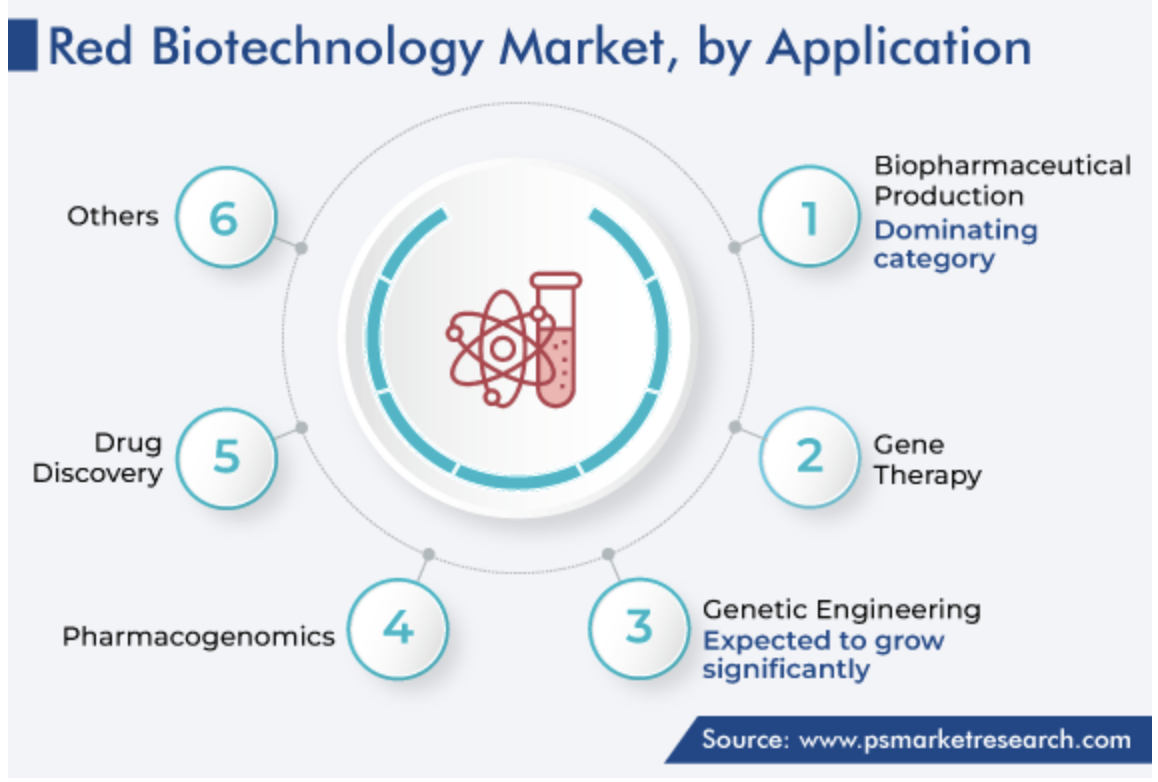 Red Biotechnology Market, by Application
1
Biopharmaceutical
Production
Dominating
category
2
Gene
Therapy
3
Genetic Engineering
Expected to grow
significantly
4
Pharmacogenomics
5
Drug
Discovery
6
Others
Source: www.psmarketresearch.com